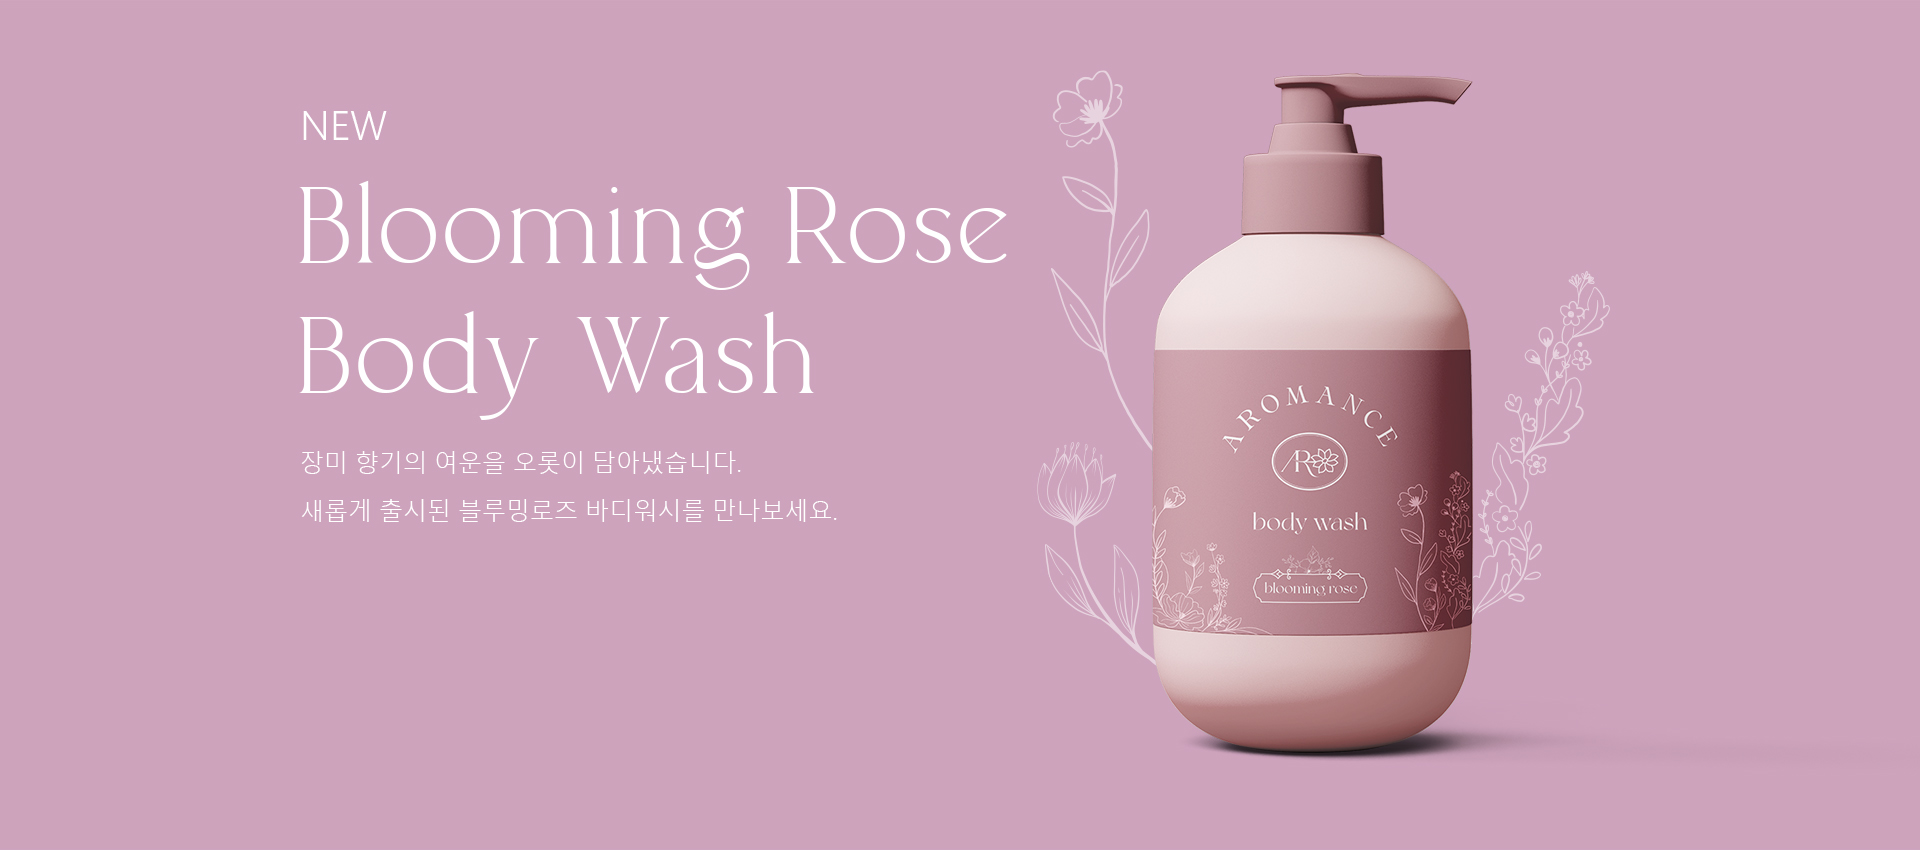 NEW
Blooming Rose
Body Wash
장미 향기의 여운을 오롯이 담아냈습니다.
새롭게 출시된 블루밍로즈 바디워시를 만나보세요.
AROMANCE
AR
body wash
blooming rose